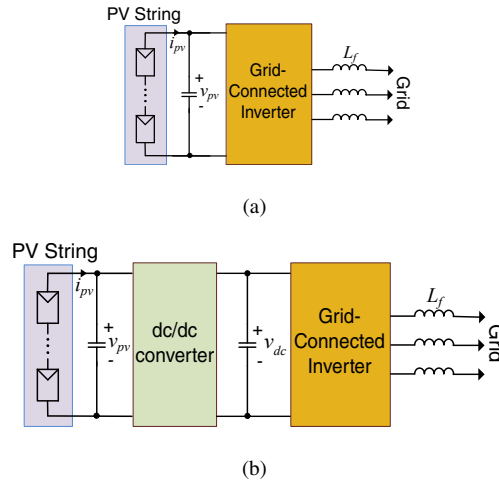 PV String
i_pv
+
v_pv
-
Grid-
Connected
Inverter
L_f
Grid
(a)
PV String
i_pv
+
v_pv
-
dc/dc
converter
+
v_dc
-
Grid-
Connected
Inverter
L_f
Grid
(b)